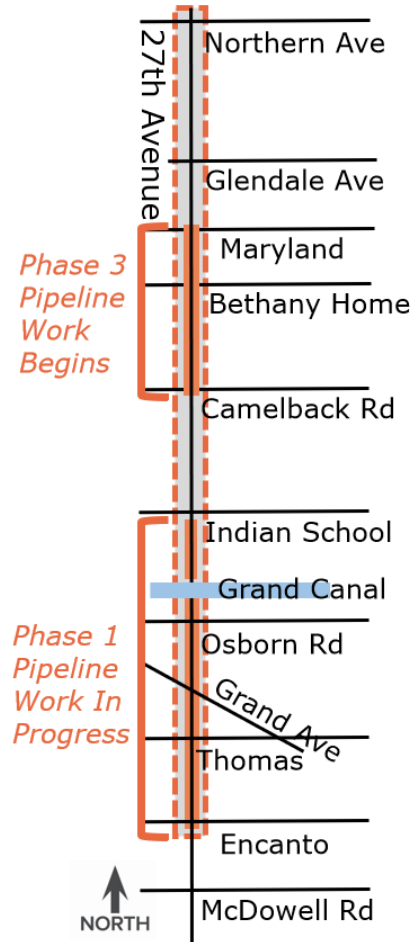 27th Avenue
Northern Ave
Glendale Ave
Maryland
Phase 3
Pipeline
Work
Begins
Bethany Home
Camelback Rd
Indian School
Grand Canal
Phase 1
Pipeline
Work In
Progress
Osborn Rd
Grand Ave
Thomas
Encanto
NORTH
McDowell Rd